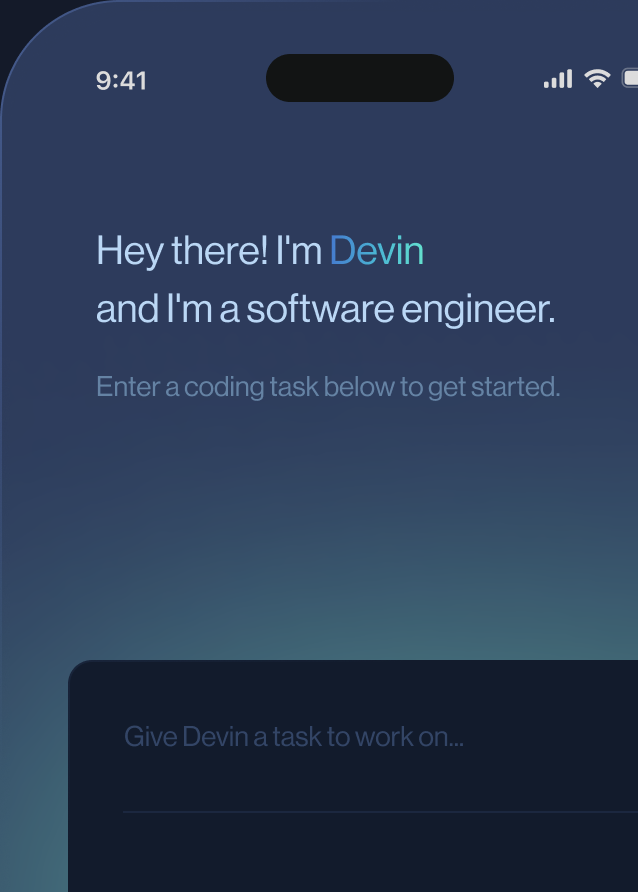 9:41
Hey there! I'm Devin
and I'm a software engineer.
Enter a coding task below to get started.
Give Devin a task to work on...